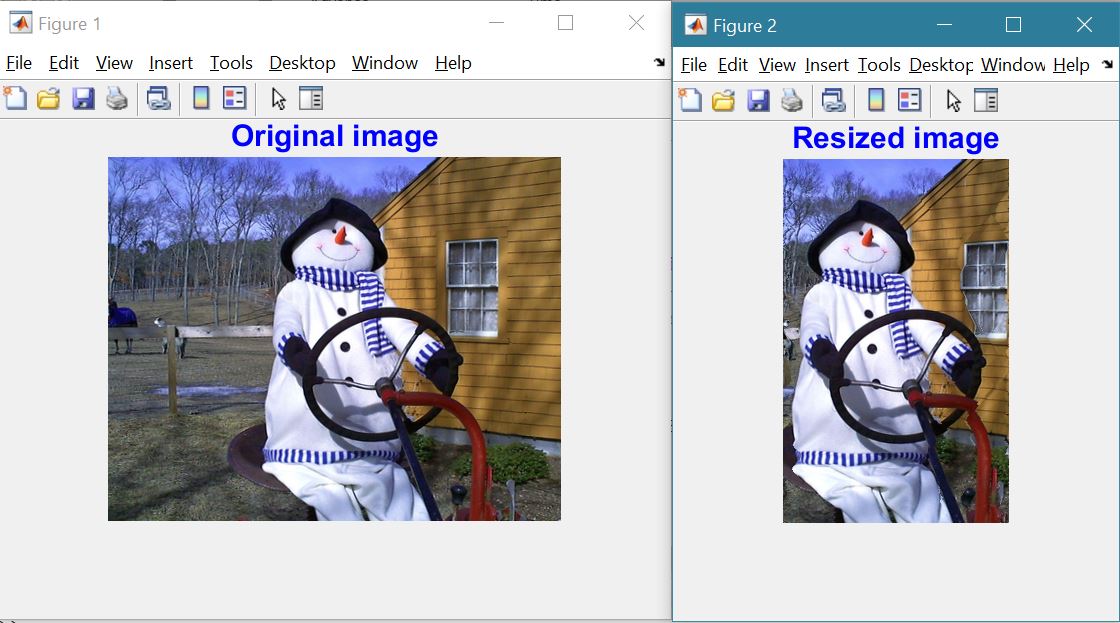 Figure 1
File Edit View Insert Tools Desktop Window Help
Original image
Figure 2
File Edit View Insert Tools Desktop Window Help
Resized image